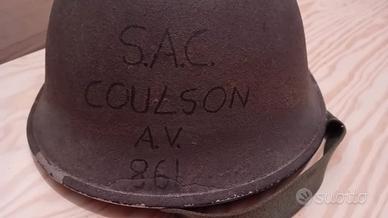 S.A.C.
COULSON
A.V.
861
subito